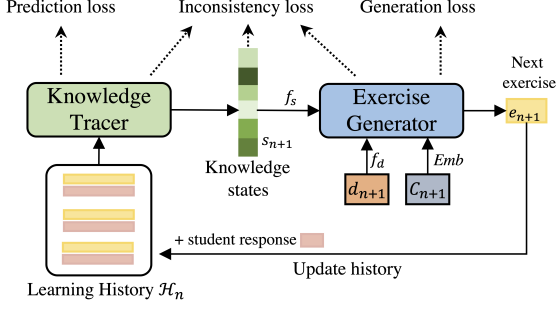 Prediction loss
Inconsistency loss
Generation loss
Knowledge
Tracer
f_s
Exercise
Generator
Next
exercise
e_{n+1}
s_{n+1}
Knowledge
states
f_d
Emb
d_{n+1}
C_{n+1}
+ student response
Update history
Learning History ℋ_n